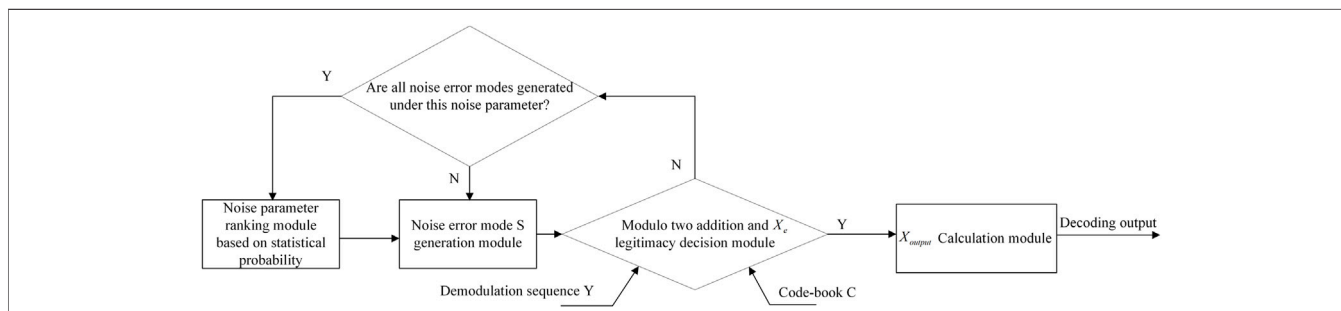 Y
Are all noise error modes generated
under this noise parameter?
N
N
Noise parameter
ranking module
based on statistical
probability
Noise error mode S
generation module
Modulo two addition and X_e
legitimacy decision module
Y
X_output Calculation module
Decoding output
Demodulation sequence Y
Code-book C